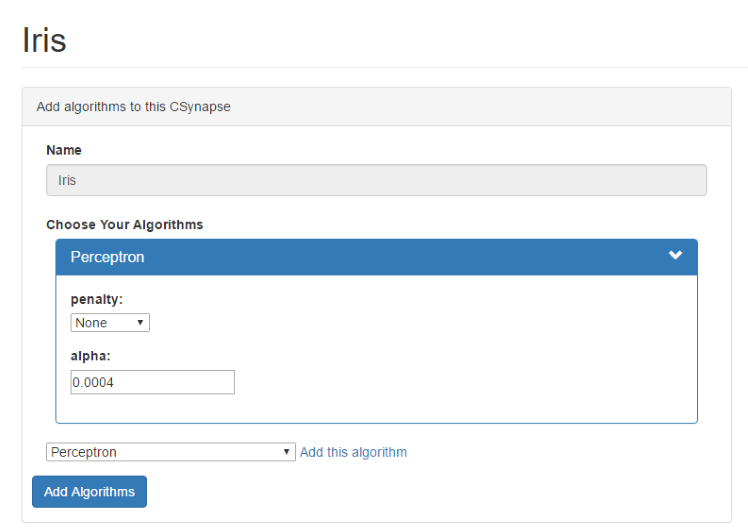 Iris
Add algorithms to this CSynapse
Name
Iris
Choose Your Algorithms
Perceptron
penalty:
None
alpha:
0.0004
Perceptron Add this algorithm
Add Algorithms